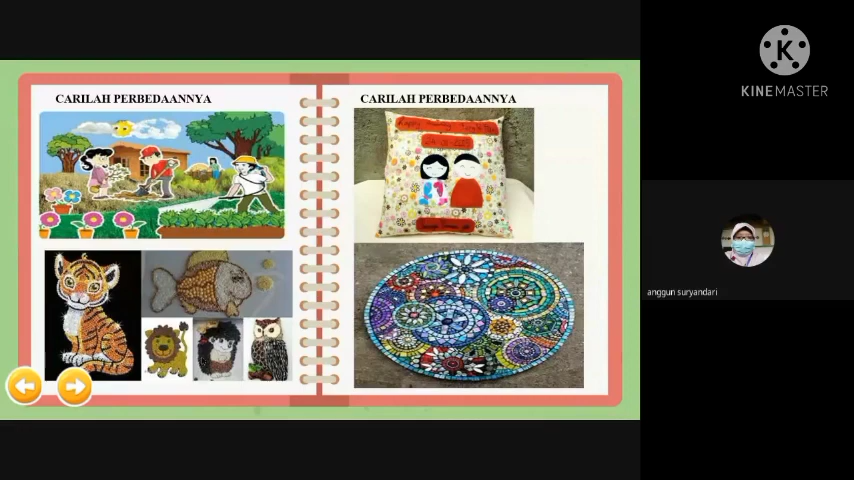 CARILAH PERBEDAANNYA
CARILAH PERBEDAANNYA
KINEMASTER
anggun suryandari